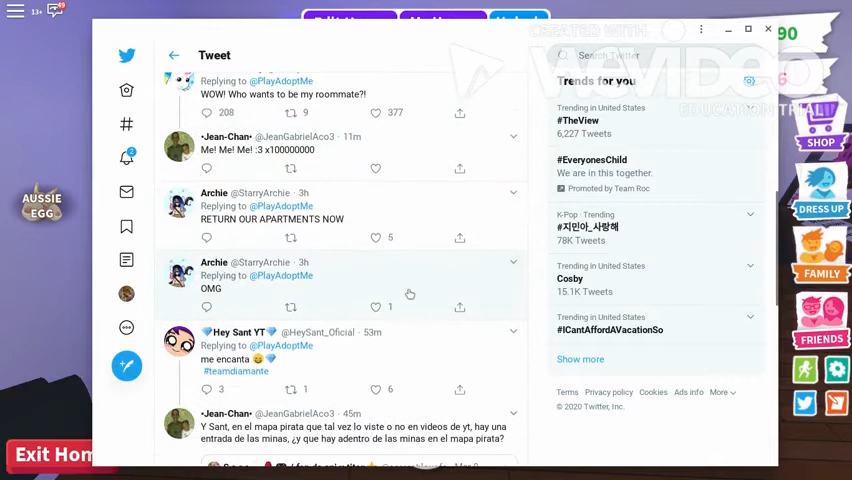 13+ 49
Tweet
Search Twitter
CREATED WITH
WeVideo
EDUCATION TRIAL
90
Replying to @PlayAdoptMe
WOW! Who wants to be my roommate?!
208 9 377
•Jean-Chan• @JeanGabrielAco3 · 11m
Me! Me! Me! :3 x100000000
Archie @StarryArchie · 3h
Replying to @PlayAdoptMe
RETURN OUR APARTMENTS NOW
5
Archie @StarryArchie · 3h
Replying to @PlayAdoptMe
OMG
1
💎Hey Sant YT💎 @HeySant_Oficial · 53m
Replying to @PlayAdoptMe
me encanta 😄💎
#teamdiamante
3 1 6
•Jean-Chan• @JeanGabrielAco3 · 45m
Y Sant, en el mapa pirata que tal vez lo viste o no en videos de yt, hay una
entrada de las minas, ¿y que hay adentro de las minas en el mapa pirata?
2
Trends for you
Trending in United States
#TheView
6,227 Tweets
#EveryonesChild
We are in this together.
Promoted by Team Roc
K-Pop · Trending
#지민아_사랑해
78K Tweets
Trending in United States
Cosby
15.1K Tweets
Trending in United States
#ICantAffordAVacationSo
Show more
Terms Privacy policy Cookies Ads info More
© 2020 Twitter, Inc.
AUSSIE
EGG
Exit Hom
SHOP
DRESS UP
FAMILY
FRIENDS